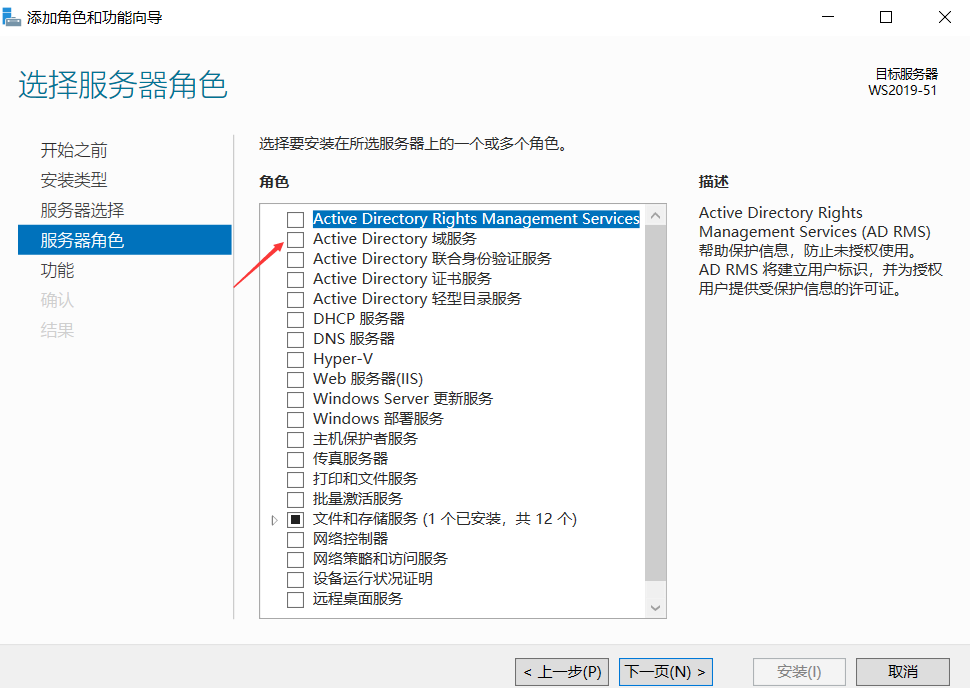 添加角色和功能向导
选择服务器角色
目标服务器
WS2019-51
开始之前
安装类型
服务器选择
服务器角色
功能
确认
结果
选择要安装在所选服务器上的一个或多个角色。
角色
Active Directory Rights Management Services
Active Directory 域服务
Active Directory 联合身份验证服务
Active Directory 证书服务
Active Directory 轻型目录服务
DHCP 服务器
DNS 服务器
Hyper-V
Web 服务器(IIS)
Windows Server 更新服务
Windows 部署服务
主机保护者服务
传真服务器
打印和文件服务
批量激活服务
文件和存储服务 (1 个已安装，共 12 个)
网络控制器
网络策略和访问服务
设备运行状况证明
远程桌面服务
描述
Active Directory Rights
Management Services (AD RMS)
帮助保护信息，防止未授权使用。
AD RMS 将建立用户标识，并为授权
用户提供受保护信息的许可证。
< 上一步(P)
下一页(N) >
安装(I)
取消